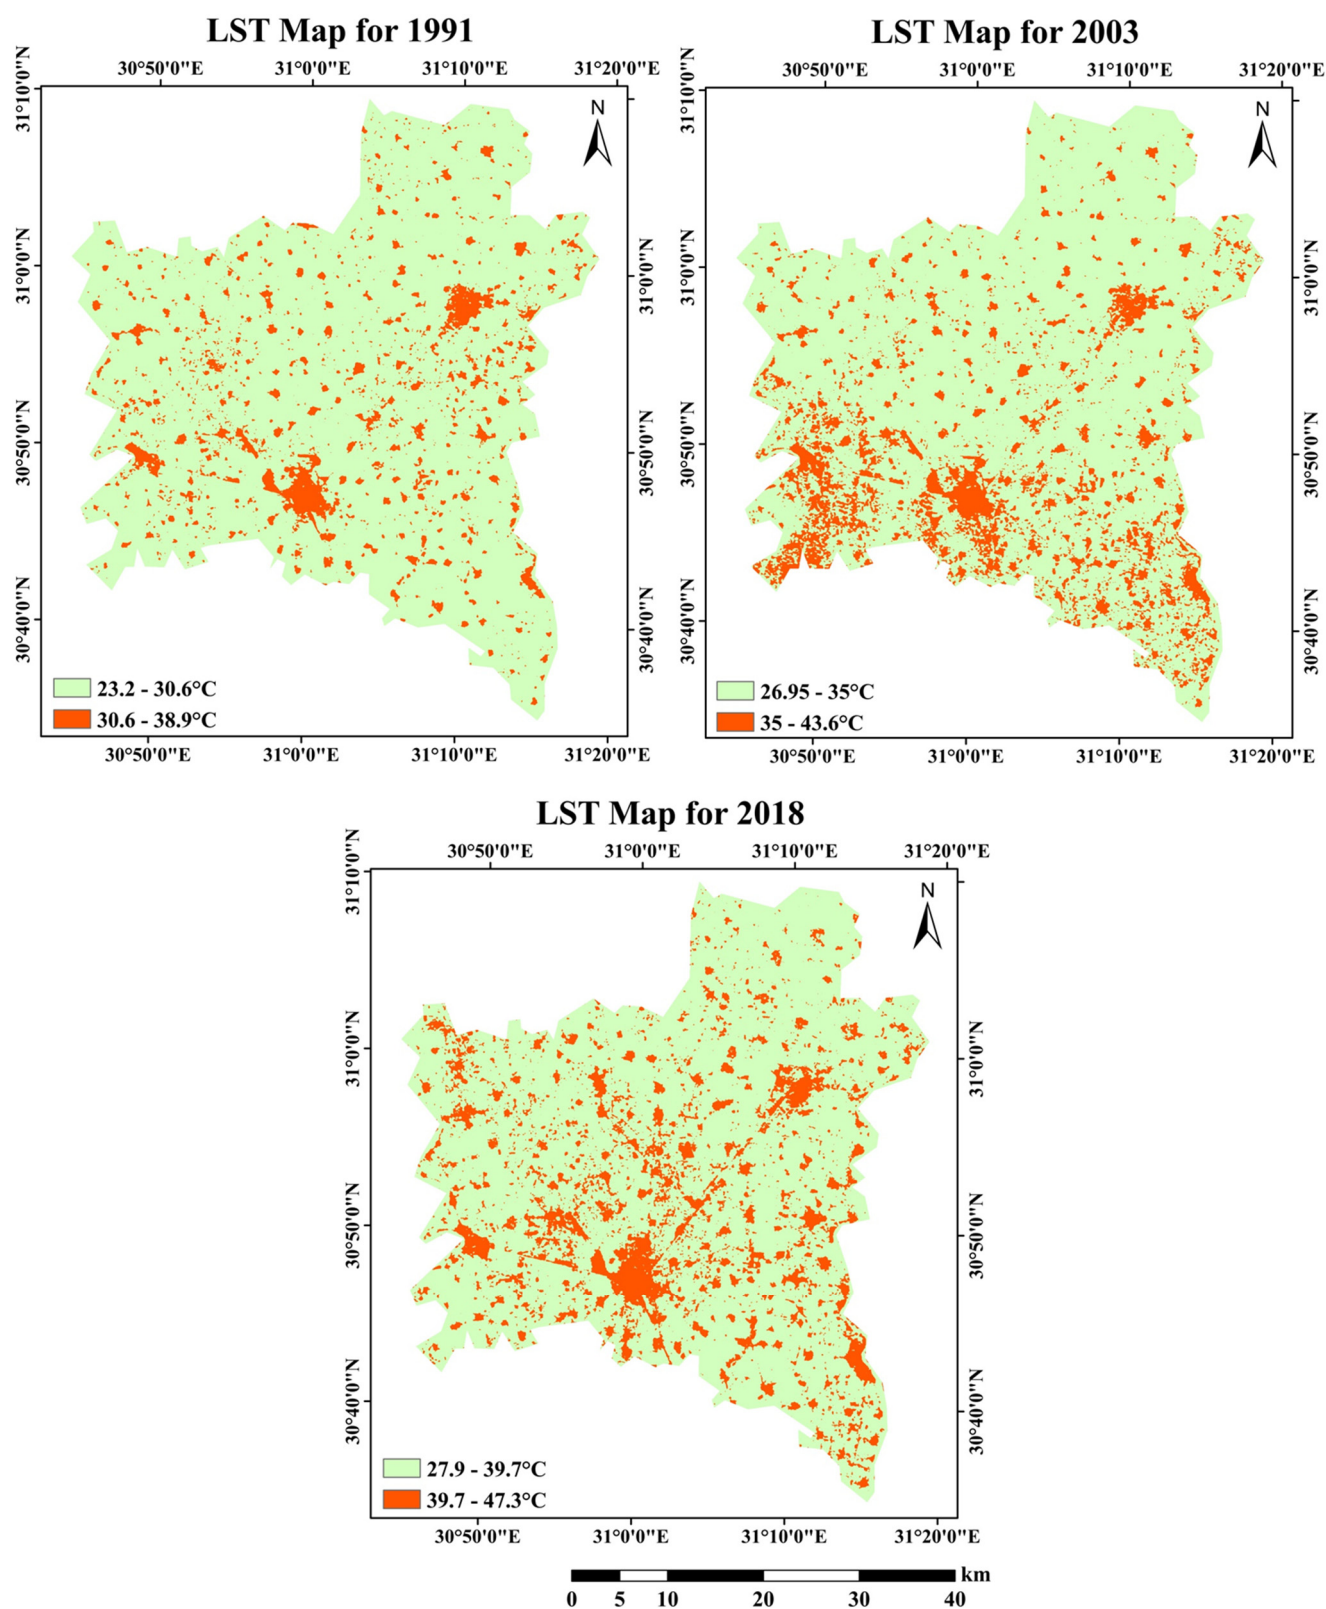 LST Map for 1991
30°50'0"E 31°0'0"E 31°10'0"E 31°20'0"E
31°10'0"N
31°0'0"N
30°50'0"N
30°40'0"N
N
31°0'0"N
30°50'0"N
30°40'0"N
23.2 - 30.6°C
30.6 - 38.9°C
30°50'0"E 31°0'0"E 31°10'0"E 31°20'0"E
LST Map for 2003
30°50'0"E 31°0'0"E 31°10'0"E 31°20'0"E
31°10'0"N
31°0'0"N
30°50'0"N
30°40'0"N
N
31°0'0"N
30°50'0"N
30°40'0"N
26.95 - 35°C
35 - 43.6°C
30°50'0"E 31°0'0"E 31°10'0"E 31°20'0"E
LST Map for 2018
30°50'0"E 31°0'0"E 31°10'0"E 31°20'0"E
31°10'0"N
31°0'0"N
30°50'0"N
30°40'0"N
N
31°0'0"N
30°50'0"N
30°40'0"N
27.9 - 39.7°C
39.7 - 47.3°C
30°50'0"E 31°0'0"E 31°10'0"E 31°20'0"E
km
0 5 10 20 30 40